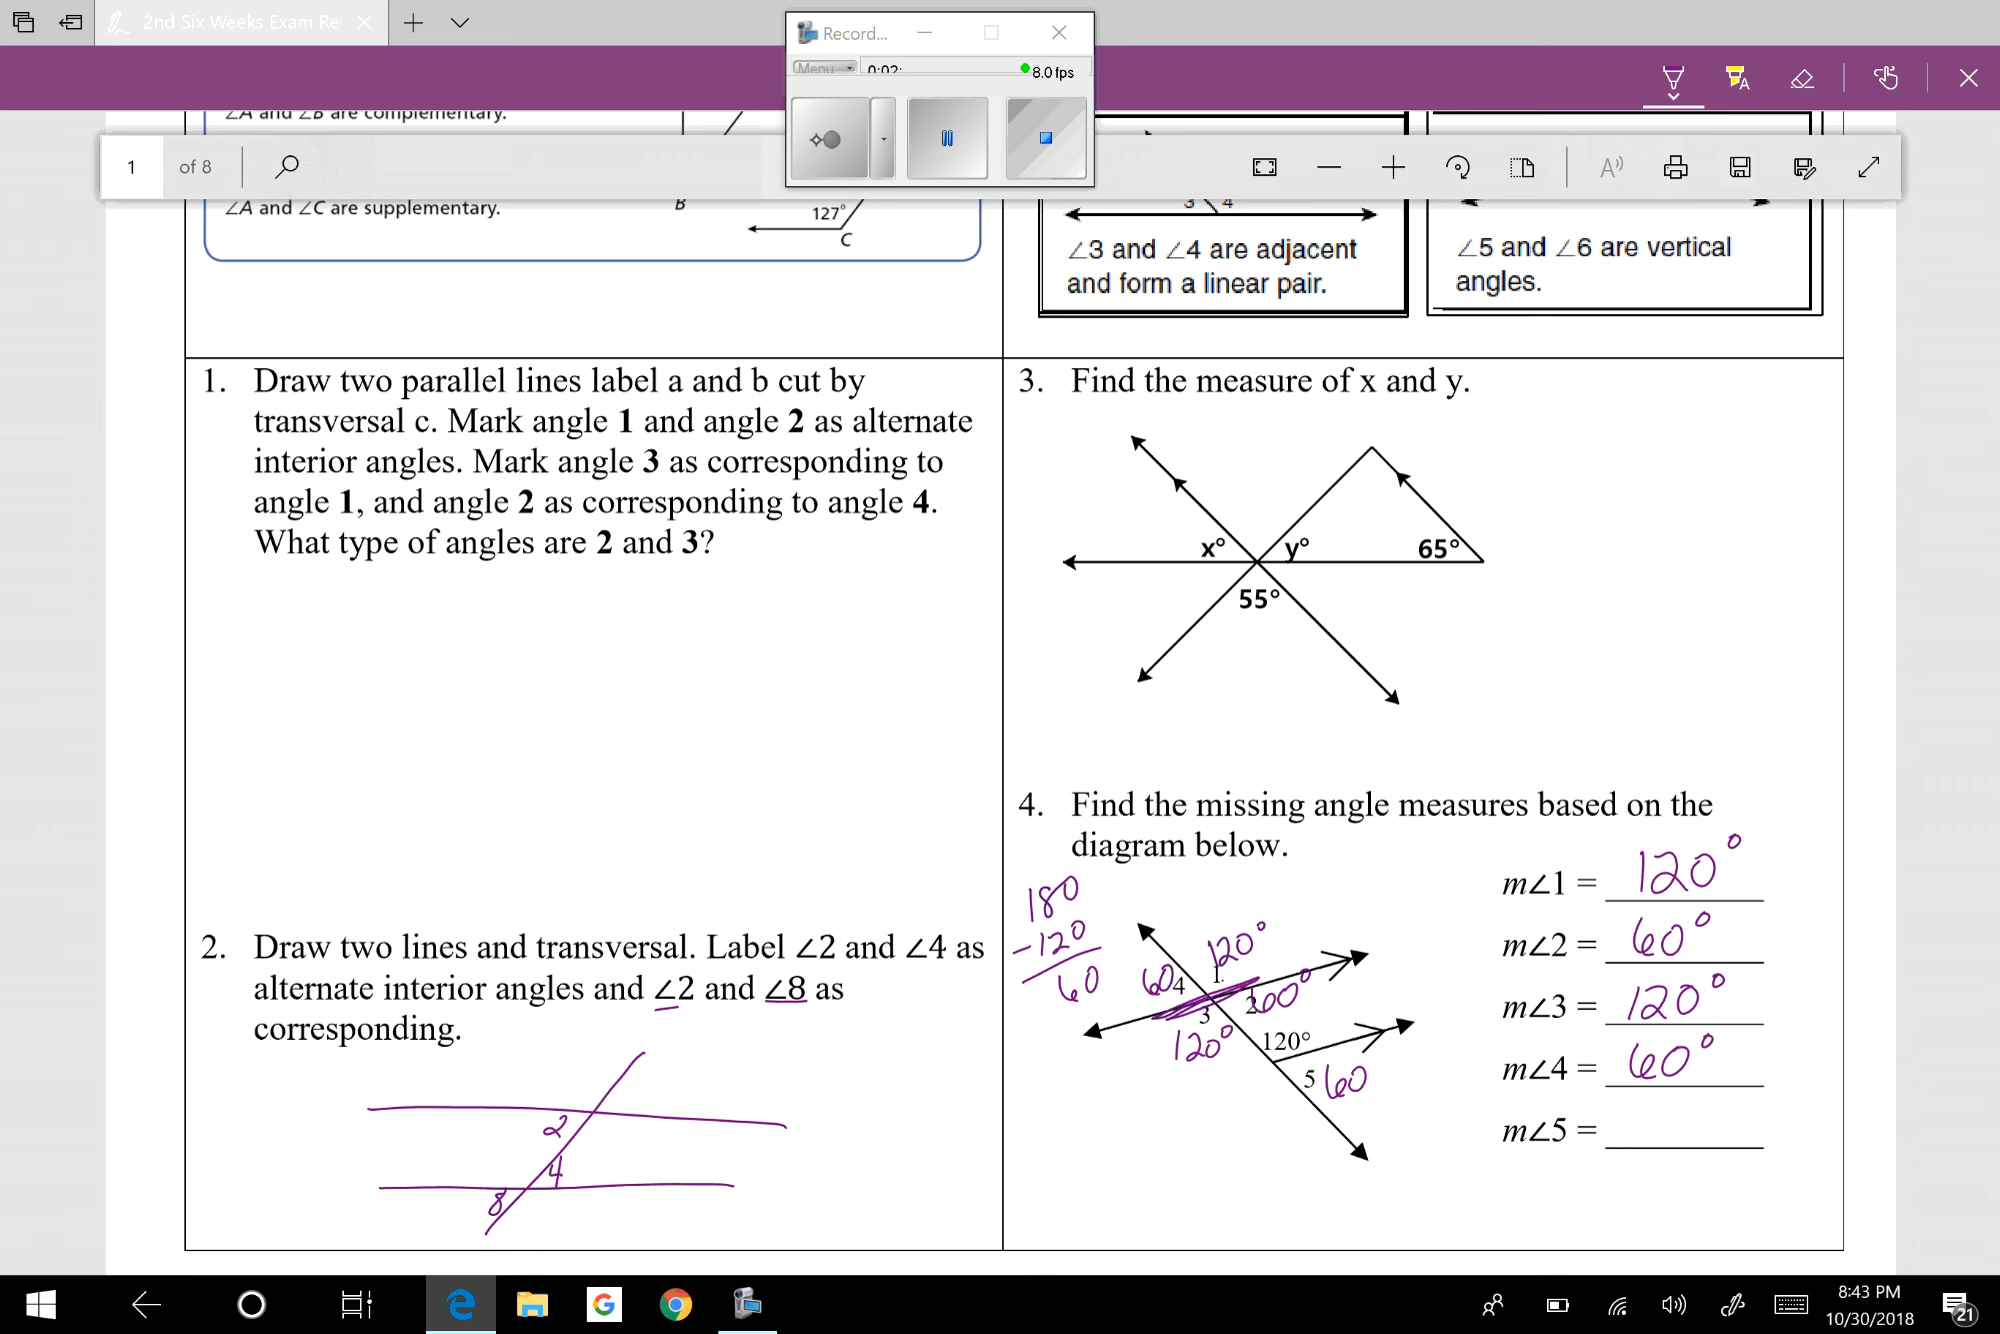 2nd Six Weeks Exam Re
Record...
Menu
0:02:
8.0 fps
∠A and ∠B are complementary.
1 of 8
∠A and ∠C are supplementary.
B
127°
C
3 4
∠3 and ∠4 are adjacent
and form a linear pair.
∠5 and ∠6 are vertical
angles.
1. Draw two parallel lines label a and b cut by
transversal c. Mark angle 1 and angle 2 as alternate
interior angles. Mark angle 3 as corresponding to
angle 1, and angle 2 as corresponding to angle 4.
What type of angles are 2 and 3?
2. Draw two lines and transversal. Label ∠2 and ∠4 as
alternate interior angles and ∠2 and ∠8 as
corresponding.
2
4
8
3. Find the measure of x and y.
x° y° 65°
55°
4. Find the missing angle measures based on the
diagram below.
180
-120
60
120°
60 4 1
3 2 60°
120° 120°
5 60
m∠1 = 120°
m∠2 = 60°
m∠3 = 120°
m∠4 = 60°
m∠5 =
8:43 PM
10/30/2018
21